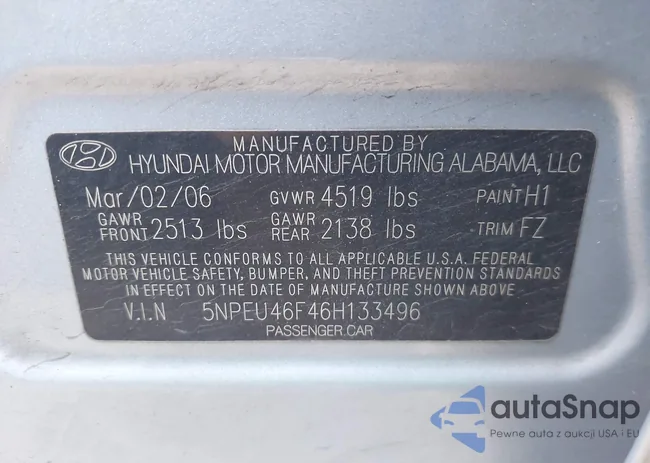 MANUFACTURED BY
HYUNDAI MOTOR MANUFACTURING ALABAMA, LLC
Mar/02/06 GVWR 4519 lbs PAINT H1
GAWR FRONT 2513 lbs GAWR REAR 2138 lbs TRIM FZ
THIS VEHICLE CONFORMS TO ALL APPLICABLE U.S.A. FEDERAL
MOTOR VEHICLE SAFETY, BUMPER, AND THEFT PREVENTION STANDARDS
IN EFFECT ON THE DATE OF MANUFACTURE SHOWN ABOVE
V.I.N 5NPEU46F46H133496
PASSENGER CAR
autaSnap
Pewne auta z aukcji USA i EU